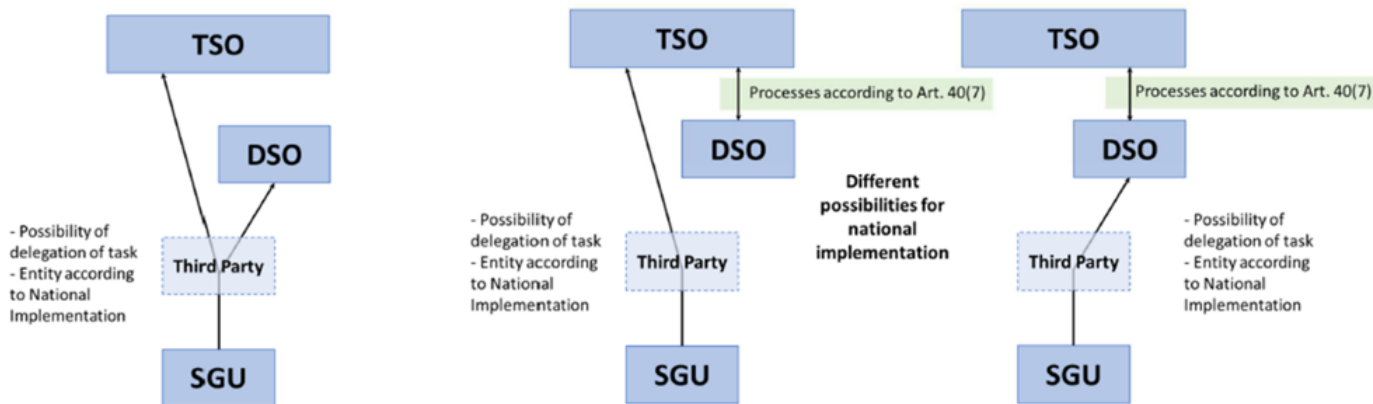 TSO
DSO
- Possibility of
delegation of task
- Entity according
to National
Implementation
Third Party
SGU
TSO
Processes according to Art. 40(7)
DSO
- Possibility of
delegation of task
- Entity according
to National
Implementation
Third Party
SGU
Different
possibilities for
national
implementation
TSO
Processes according to Art. 40(7)
DSO
Third Party
- Possibility of
delegation of task
- Entity according
to National
Implementation
SGU